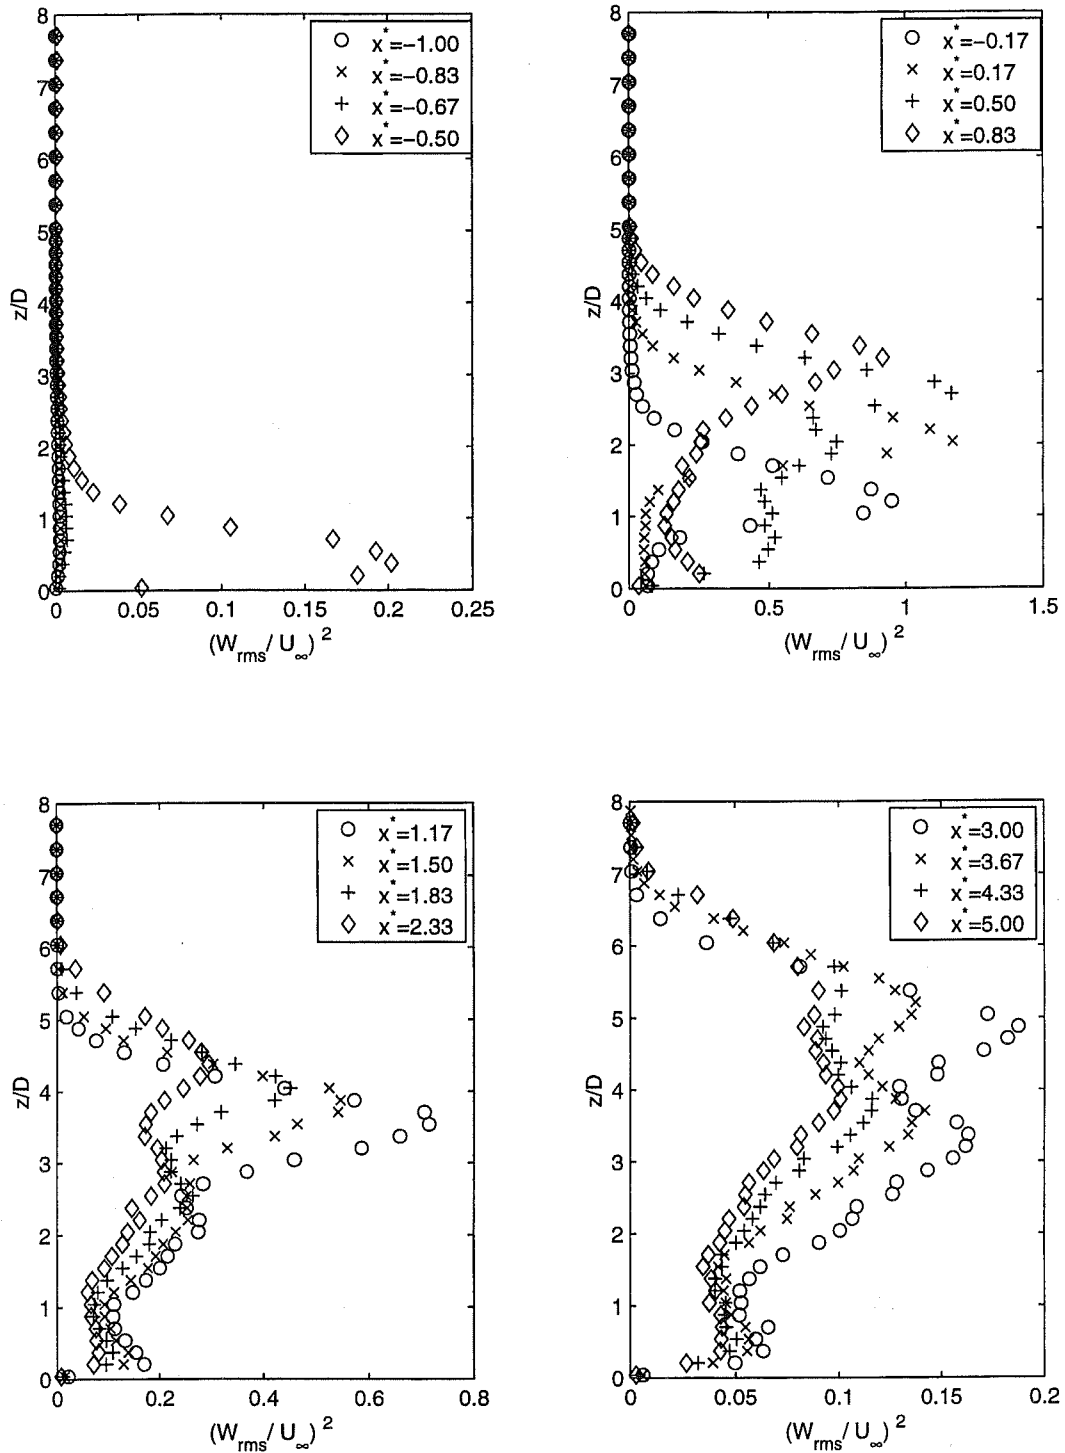 8
7
6
5
4
3
2
1
0
z/D
0
0.05
0.1
0.15
0.2
0.25
(W_rms / U_∞)^2
x*=-1.00
x*=-0.83
x*=-0.67
x*=-0.50
8
7
6
5
4
3
2
1
0
z/D
0
0.5
1
1.5
(W_rms / U_∞)^2
x*=-0.17
x*=0.17
x*=0.50
x*=0.83
8
7
6
5
4
3
2
1
0
z/D
0
0.2
0.4
0.6
0.8
(W_rms / U_∞)^2
x*=1.17
x*=1.50
x*=1.83
x*=2.33
8
7
6
5
4
3
2
1
0
z/D
0
0.05
0.1
0.15
0.2
(W_rms / U_∞)^2
x*=3.00
x*=3.67
x*=4.33
x*=5.00